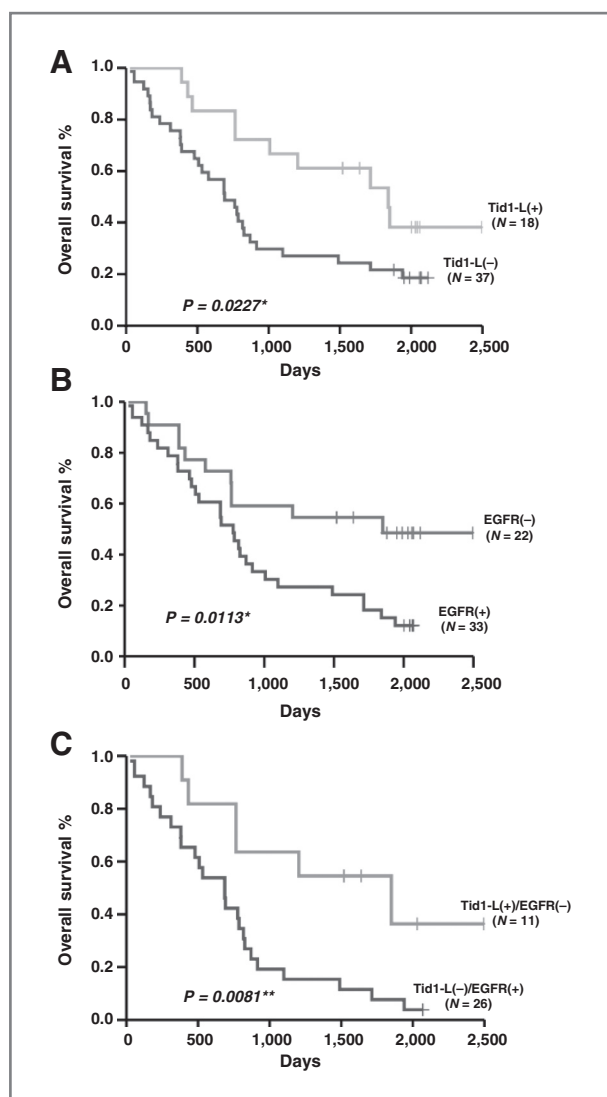 A
Overall survival %
1.0
0.8
0.6
0.4
0.2
0.0
Tid1-L(+)
(N = 18)
Tid1-L(–)
(N = 37)
P = 0.0227*
0 500 1,000 1,500 2,000 2,500
Days
B
Overall survival %
1.0
0.8
0.6
0.4
0.2
0.0
EGFR(–)
(N = 22)
EGFR(+)
(N = 33)
P = 0.0113*
0 500 1,000 1,500 2,000 2,500
Days
C
Overall survival %
1.0
0.8
0.6
0.4
0.2
0.0
Tid1-L(+)/EGFR(–)
(N = 11)
Tid1-L(–)/EGFR(+)
(N = 26)
P = 0.0081**
0 500 1,000 1,500 2,000 2,500
Days